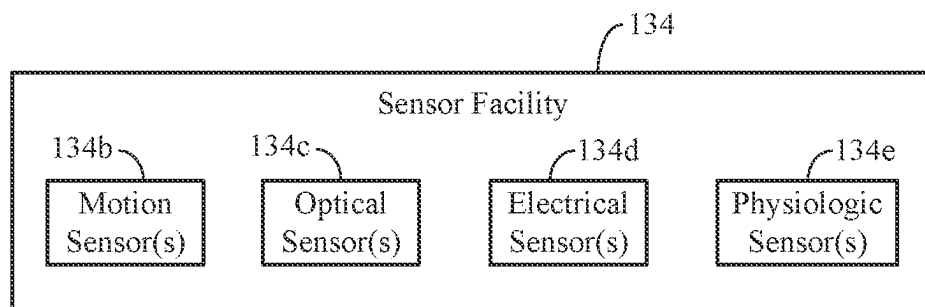 134
Sensor Facility
134b
134c
134d
134e
Motion
Sensor(s)
Optical
Sensor(s)
Electrical
Sensor(s)
Physiologic
Sensor(s)